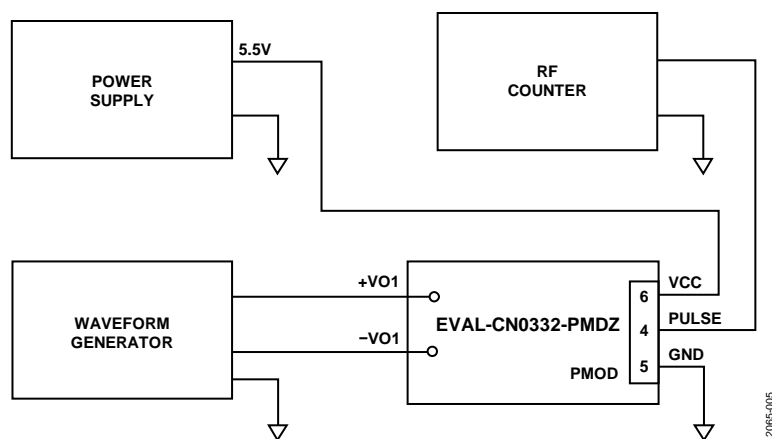 POWER
SUPPLY
5.5V
RF
COUNTER
WAVEFORM
GENERATOR
+VO1
−VO1
EVAL-CN0332-PMDZ
PMOD
6
4
5
VCC
PULSE
GND
2065-005